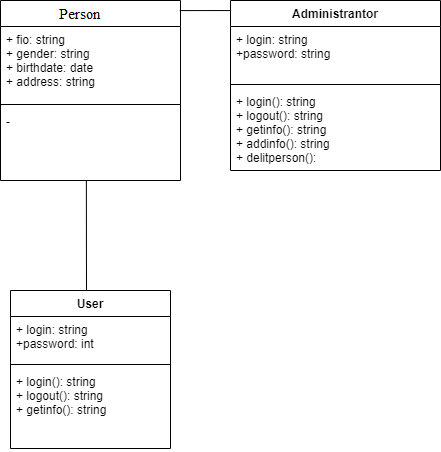 Person
+ fio: string
+ gender: string
+ birthdate: date
+ address: string
-
Administrantor
+ login: string
+password: string
+ login(): string
+ logout(): string
+ getinfo(): string
+ addinfo(): string
+ delitperson():
User
+ login: string
+password: int
+ login(): string
+ logout(): string
+ getinfo(): string